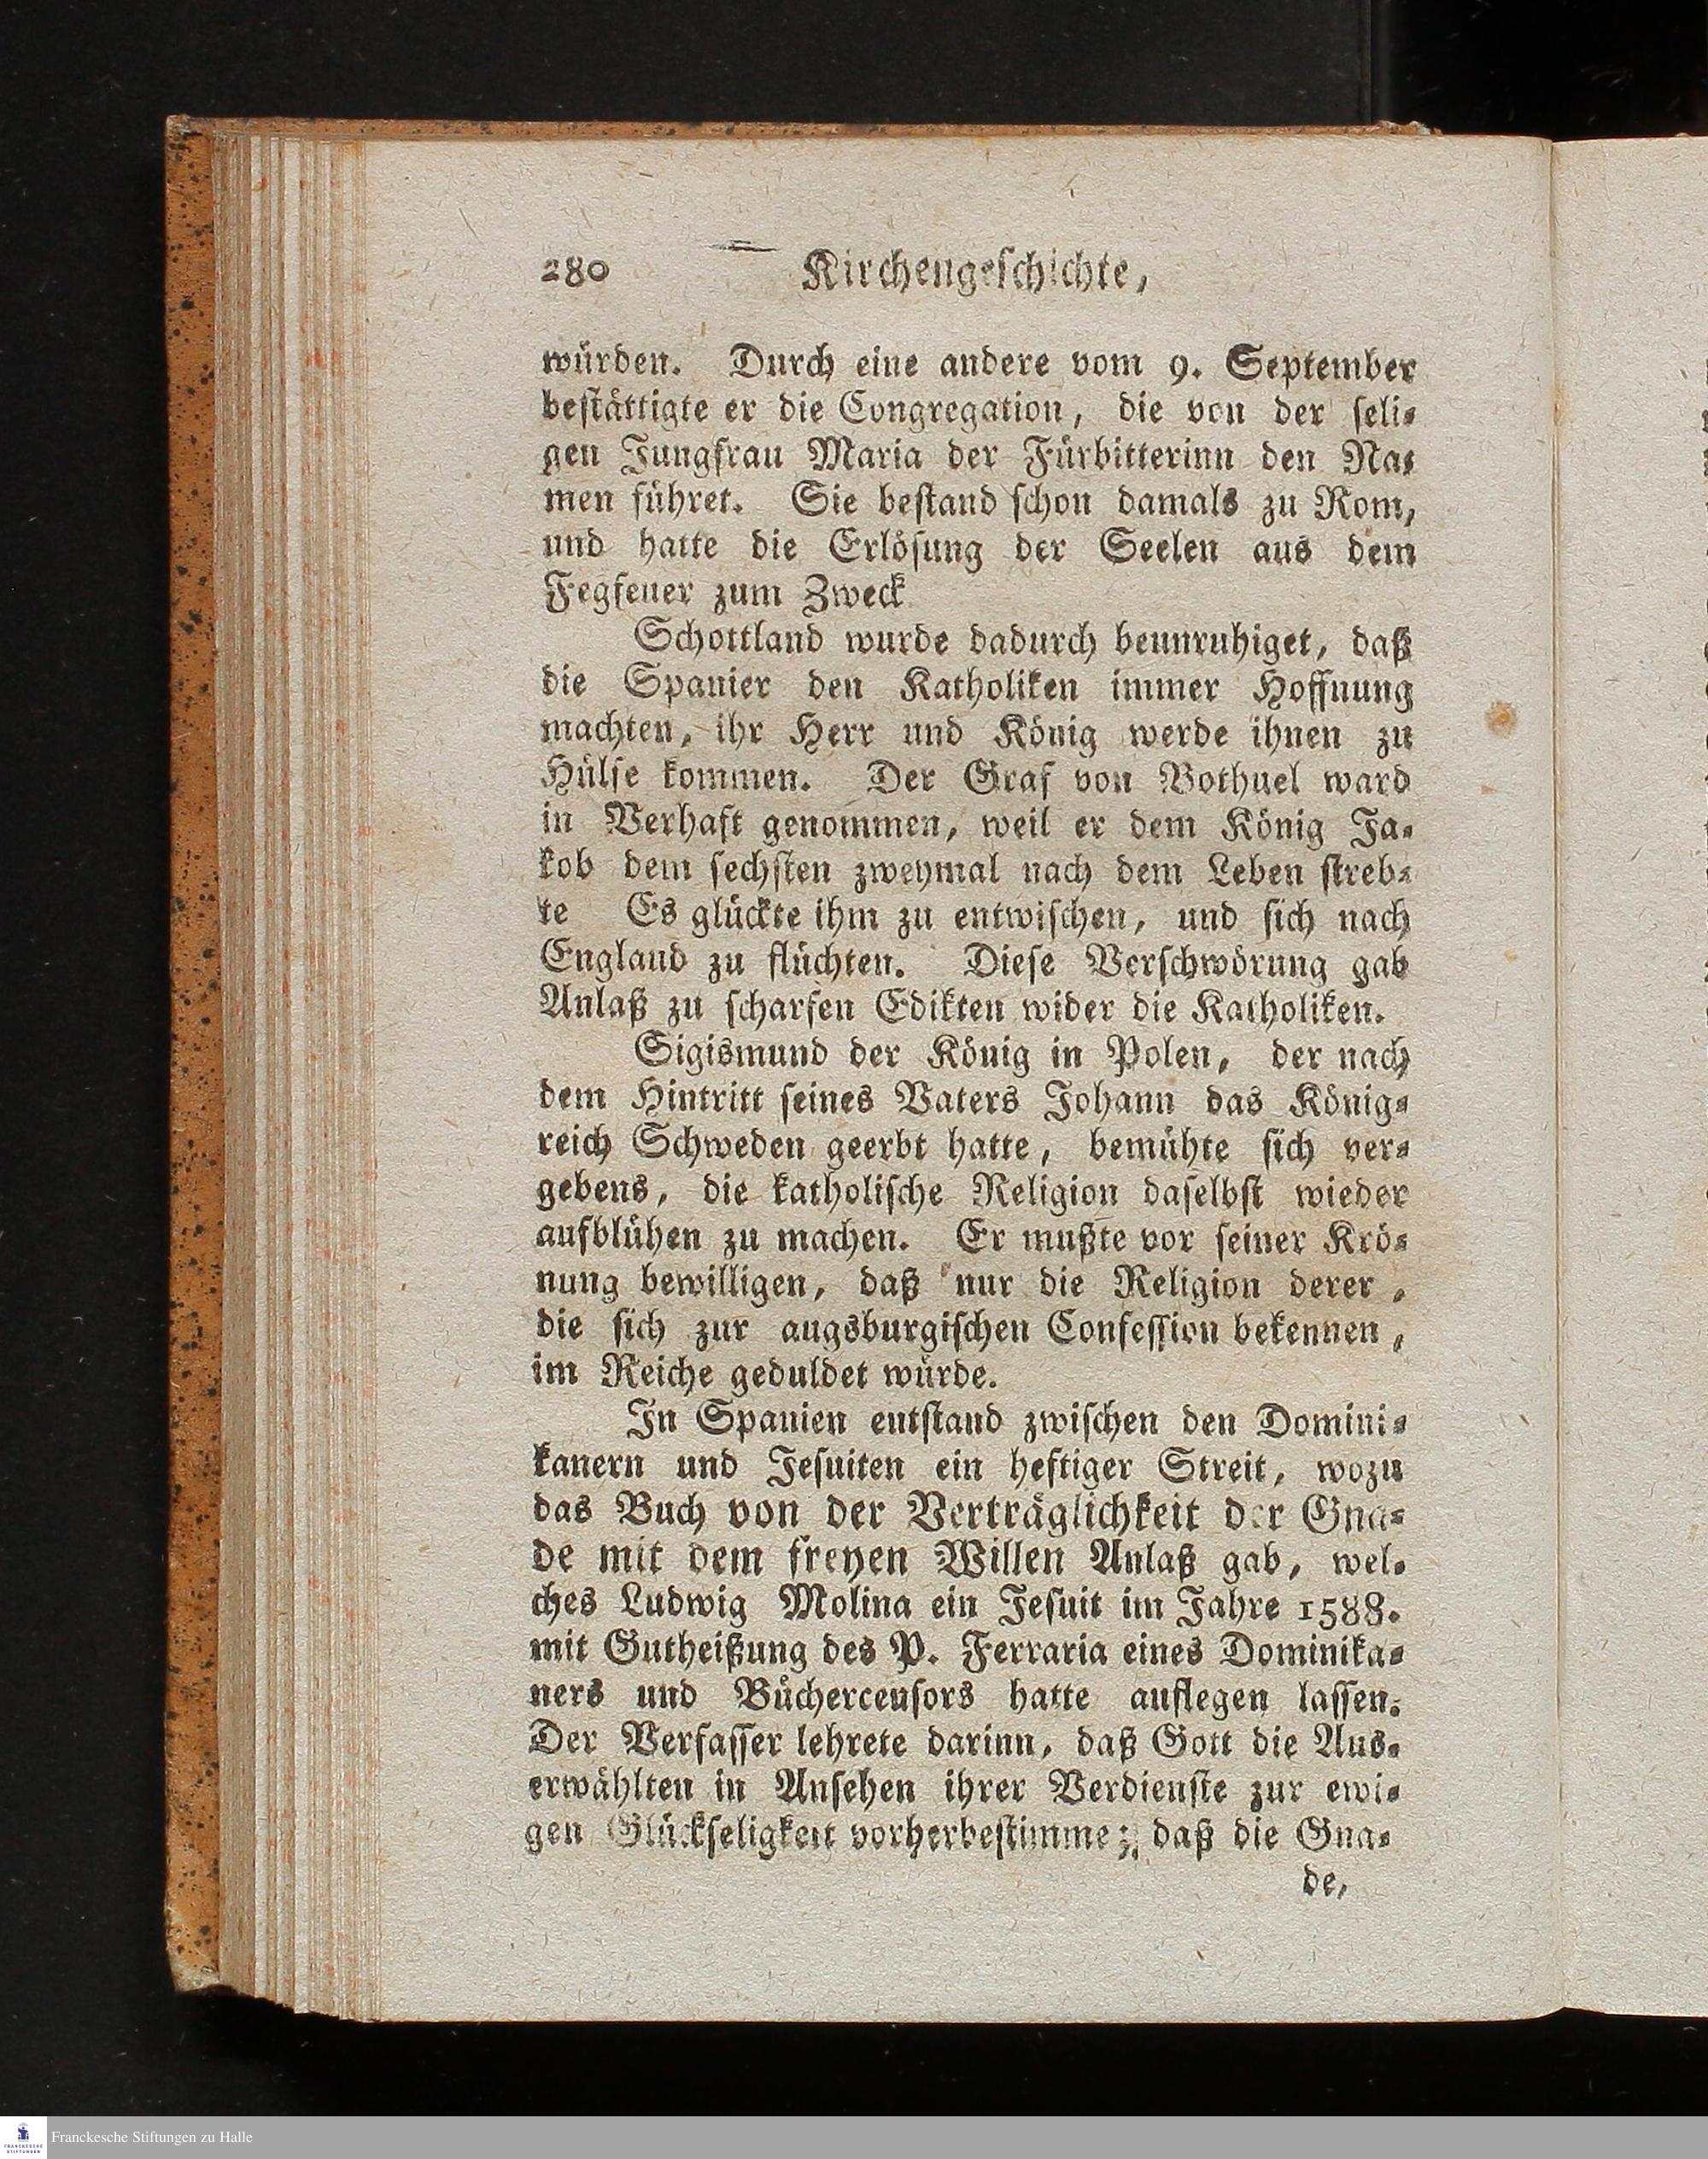 280 Kirchengeschichte,
würden. Durch eine andere vom 9. September
bestättigte er die Congregation, die von der seli-
gen Jungfrau Maria der Fürbitterinn den Na-
men führet. Sie bestand schon damals zu Rom,
und hatte die Erlösung der Seelen aus dem
Fegfeuer zum Zweck
Schottland wurde dadurch beunruhiget, daß
die Spanier den Katholiken immer Hoffnung
machten, ihr Herr und König werde ihnen zu
Hülfe kommen. Der Graf von Bothuel ward
in Verhaft genommen, weil er dem König Ja-
kob dem sechsten zweymal nach dem Leben streb-
te Es glückte ihm zu entwischen, und sich nach
England zu flüchten. Diese Verschwörung gab
Anlaß zu scharfen Edikten wider die Katholiken.
Sigismund der König in Polen, der nach
dem Hintritt seines Vaters Johann das König-
reich Schweden geerbt hatte, bemühte sich ver-
gebens, die katholische Religion daselbst wieder
aufblühen zu machen. Er mußte vor seiner Krö-
nung bewilligen, daß nur die Religion derer,
die sich zur augsburgischen Confession bekennen,
im Reiche geduldet würde.
In Spanien entstand zwischen den Domini-
kanern und Jesuiten ein heftiger Streit, wozu
das Buch von der Verträglichkeit der Gna-
de mit dem freyen Willen Anlaß gab, wel-
ches Ludwig Molina ein Jesuit im Jahre 1588.
mit Gutheißung des P. Ferraria eines Dominika-
ners und Büchercensors hatte auflegen lassen.
Der Verfasser lehrete darinn, daß Gott die Aus-
erwählten in Ansehen ihrer Verdienste zur ewi-
gen Glückseligkeit vorherbestimme; daß die Gna-
de,
FRANCKESCHE STIFTUNGEN
Franckesche Stiftungen zu Halle